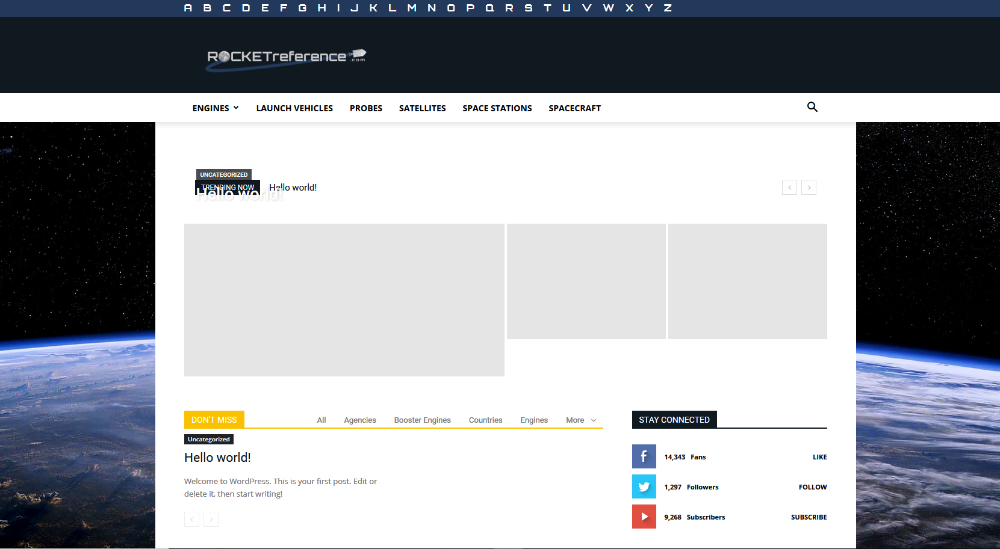 A B C D E F G H I J K L M N O P Q R S T U V W X Y Z
ROCKETreference
.com
ENGINES LAUNCH VEHICLES PROBES SATELLITES SPACE STATIONS SPACECRAFT
UNCATEGORIZED
TRENDING NOW Hello world!
Hello world!
DON'T MISS All Agencies Booster Engines Countries Engines More
STAY CONNECTED
Uncategorized
Hello world!
Welcome to WordPress. This is your first post. Edit or
delete it, then start writing!
14,343 Fans LIKE
1,297 Followers FOLLOW
9,268 Subscribers SUBSCRIBE